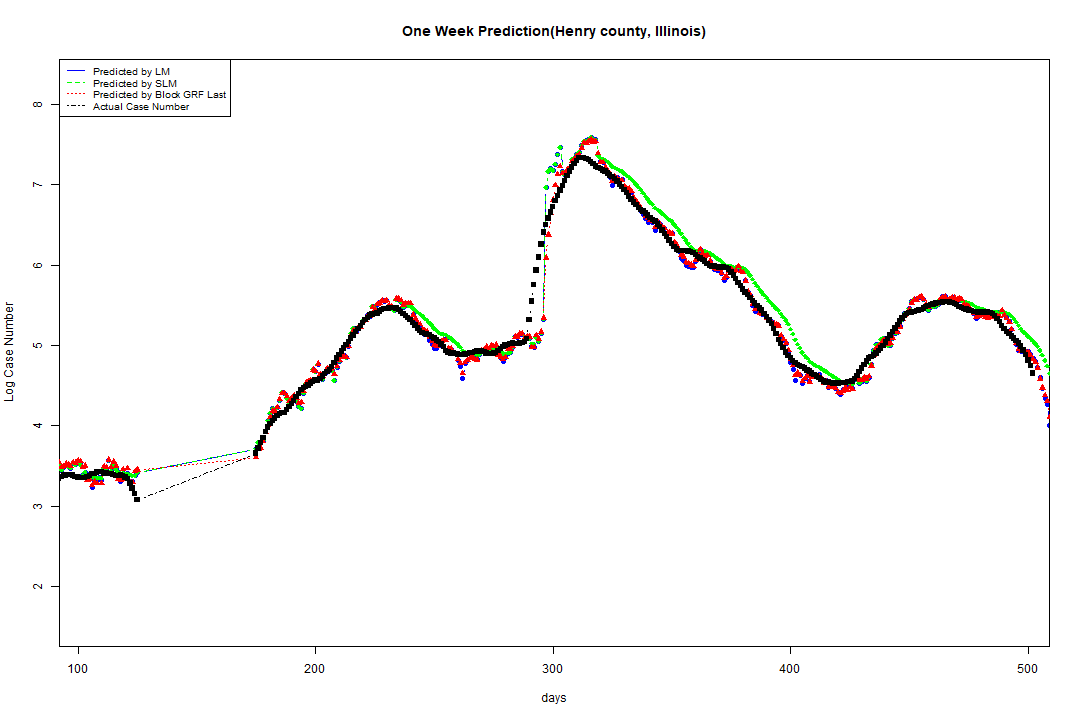 One Week Prediction(Henry county, Illinois)
Predicted by LM
Predicted by SLM
Predicted by Block GRF Last
Actual Case Number
8
7
6
5
4
3
2
Log Case Number
100 200 300 400 500
days